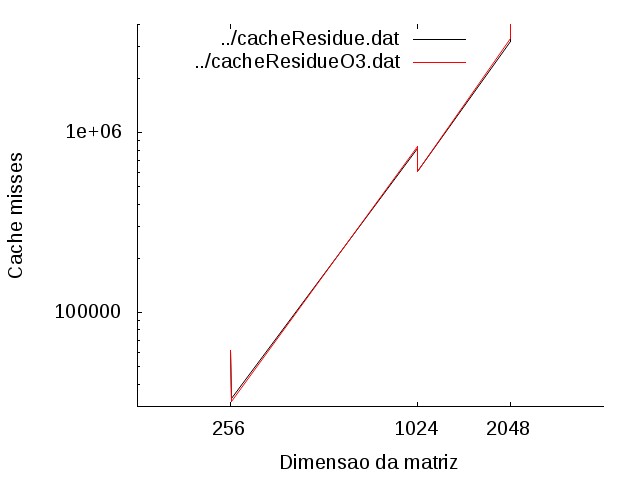 ../cacheResidue.dat
../cacheResidueO3.dat
1e+06
100000
Cache misses
256 1024 2048
Dimensao da matriz